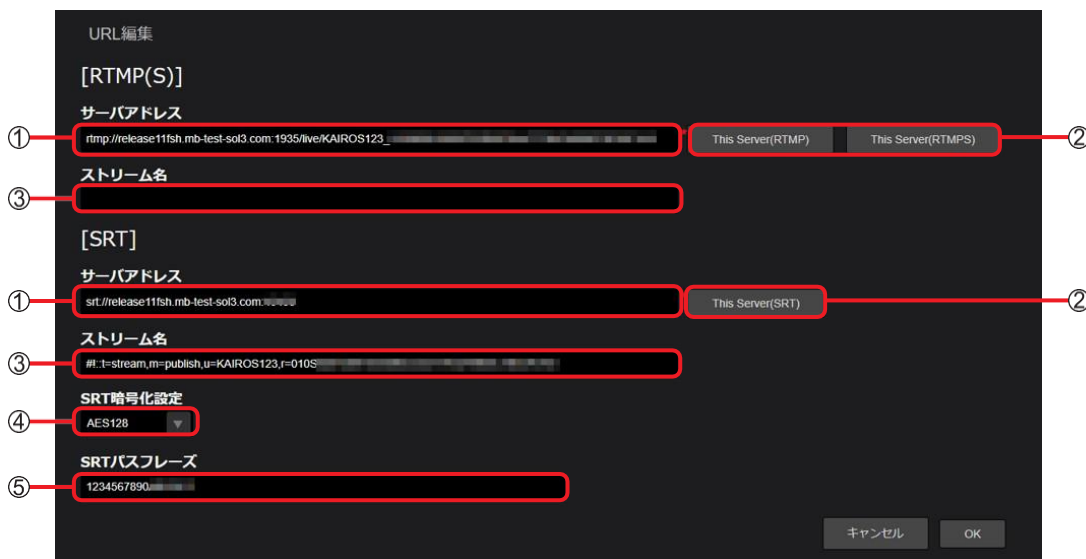 URL編集
[RTMP(S)]
サーバアドレス
① rtmp://release11fsh.mb-test-sol3.com:1935/live/KAIROS123_ This Server(RTMP) This Server(RTMPS) ②
ストリーム名
③
[SRT]
サーバアドレス
① srt://release11fsh.mb-test-sol3.com: This Server(SRT) ②
ストリーム名
③ #!::t=stream,m=publish,u=KAIROS123,r=010S
SRT暗号化設定
④ AES128
SRTパスフレーズ
⑤ 1234567890
キャンセル OK